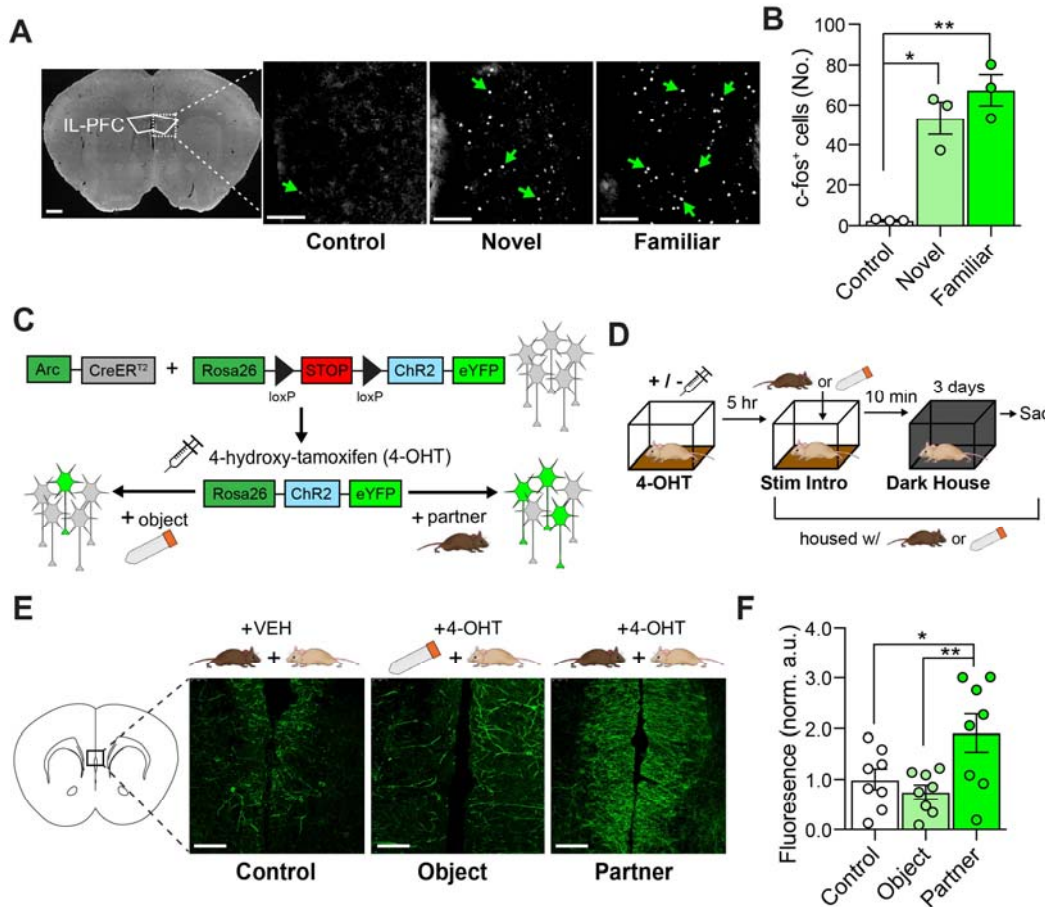 A
IL-PFC
Control
Novel
Familiar
B
c-fos⁺ cells (No.)
100
80
60
40
20
0
*
**
Control
Novel
Familiar
C
Arc
CreERᵀ²
+
Rosa26
STOP
ChR2
eYFP
loxP
loxP
4-hydroxy-tamoxifen (4-OHT)
Rosa26
ChR2
eYFP
+ object
+ partner
D
+ / -
5 hr
or
10 min
3 days
Sac
4-OHT
Stim Intro
Dark House
housed w/
or
E
+VEH
+4-OHT
+4-OHT
+
+
+
Control
Object
Partner
F
Fluoresence (norm. a.u.)
4.0
3.0
2.0
1.0
0.0
*
**
Control
Object
Partner